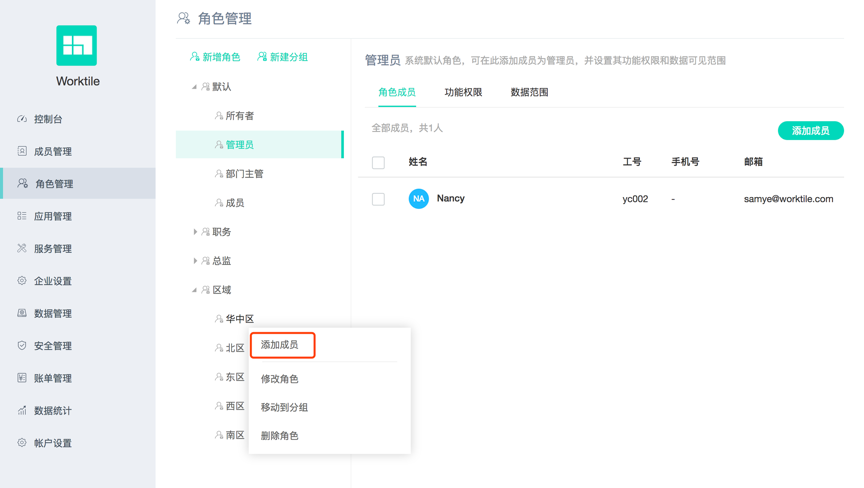 Worktile
控制台
成员管理
角色管理
应用管理
服务管理
企业设置
数据管理
安全管理
账单管理
数据统计
帐户设置
角色管理
新增角色 新建分组
默认
所有者
管理员
部门主管
成员
职务
总监
区域
华中区
北区
东区
西区
南区
添加成员
修改角色
移动到分组
删除角色
管理员 系统默认角色，可在此添加成员为管理员，并设置其功能权限和数据可见范围
角色成员 功能权限 数据范围
全部成员，共1人
添加成员
姓名 工号 手机号 邮箱
NA Nancy yc002 - samye@worktile.com